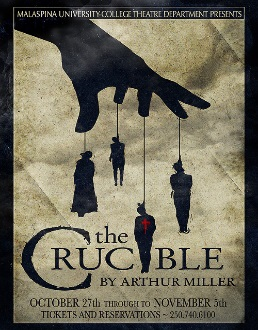 MALASPINA UNIVERSITY-COLLEGE THEATRE DEPARTMENT PRESENTS
the
CRUCIBLE
BY ARTHUR MILLER
OCTOBER 27th THROUGH TO NOVEMBER 5th
TICKETS AND RESERVATIONS ~ 250.740.6100